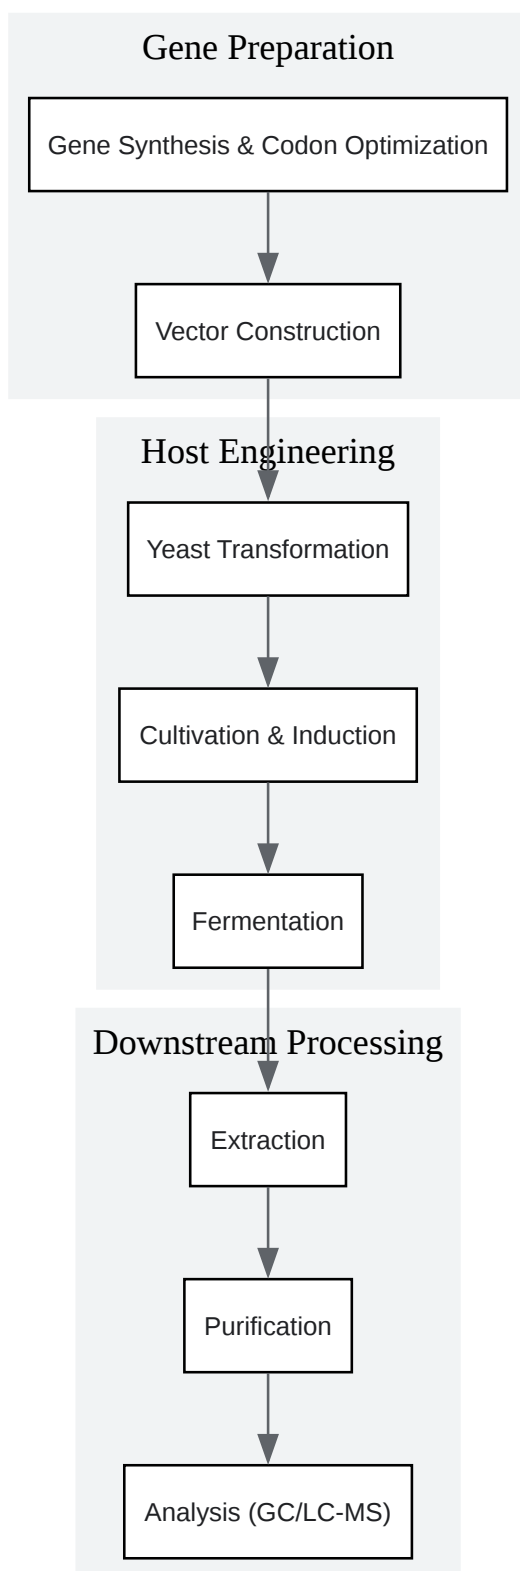 Gene Preparation
Gene Synthesis & Codon Optimization
Vector Construction
Host Engineering
Yeast Transformation
Cultivation & Induction
Fermentation
Downstream Processing
Extraction
Purification
Analysis (GC/LC-MS)